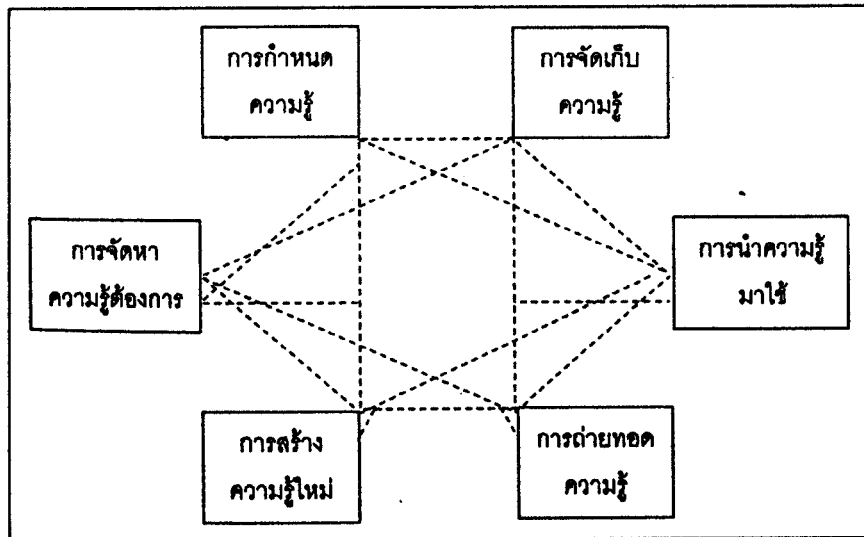 การกำหนด
ความรู้
การจัดเก็บ
ความรู้
การจัดหา
ความรู้ต้องการ
การนำความรู้
มาใช้
การสร้าง
ความรู้ใหม่
การถ่ายทอด
ความรู้